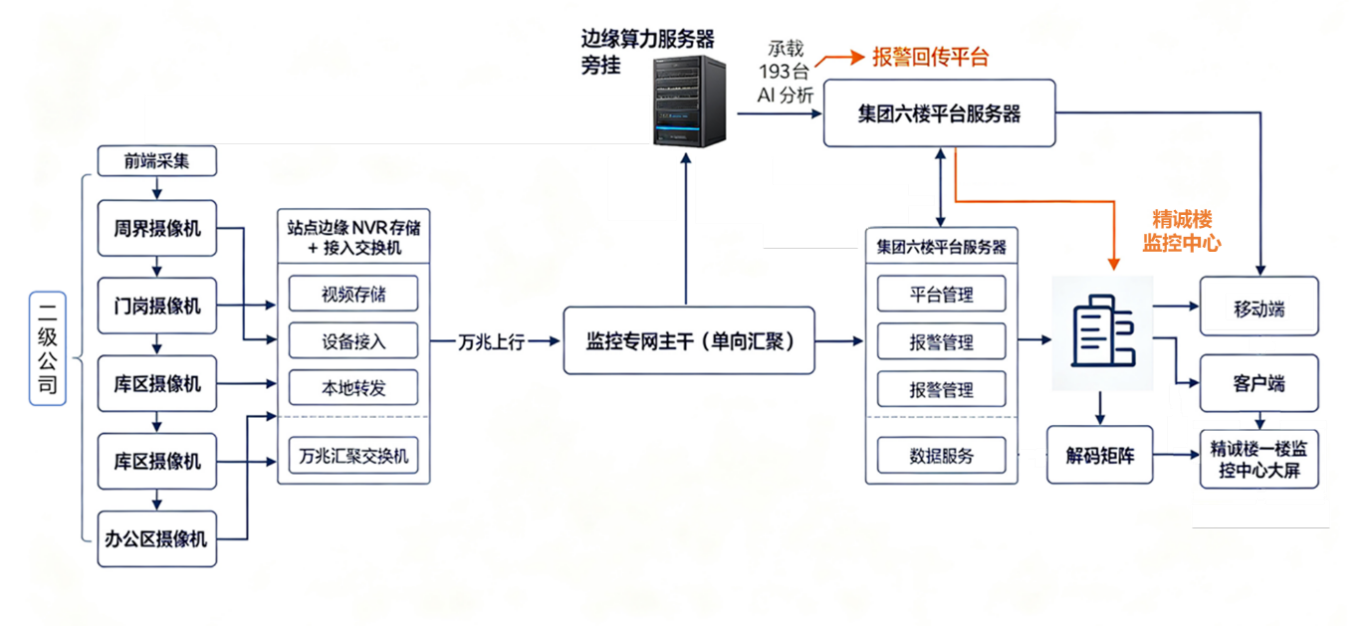 边缘算力服务器
旁挂
承载
193台
AI 分析
报警回传平台
集团六楼平台服务器
前端采集
周界摄像机
门岗摄像机
库区摄像机
库区摄像机
办公区摄像机
二级公司
站点边缘 NVR 存储
+ 接入交换机
视频存储
设备接入
本地转发
万兆汇聚交换机
万兆上行
监控专网主干（单向汇聚）
集团六楼平台服务器
平台管理
报警管理
报警管理
数据服务
精诚楼
监控中心
移动端
客户端
解码矩阵
精诚楼一楼监
控中心大屏